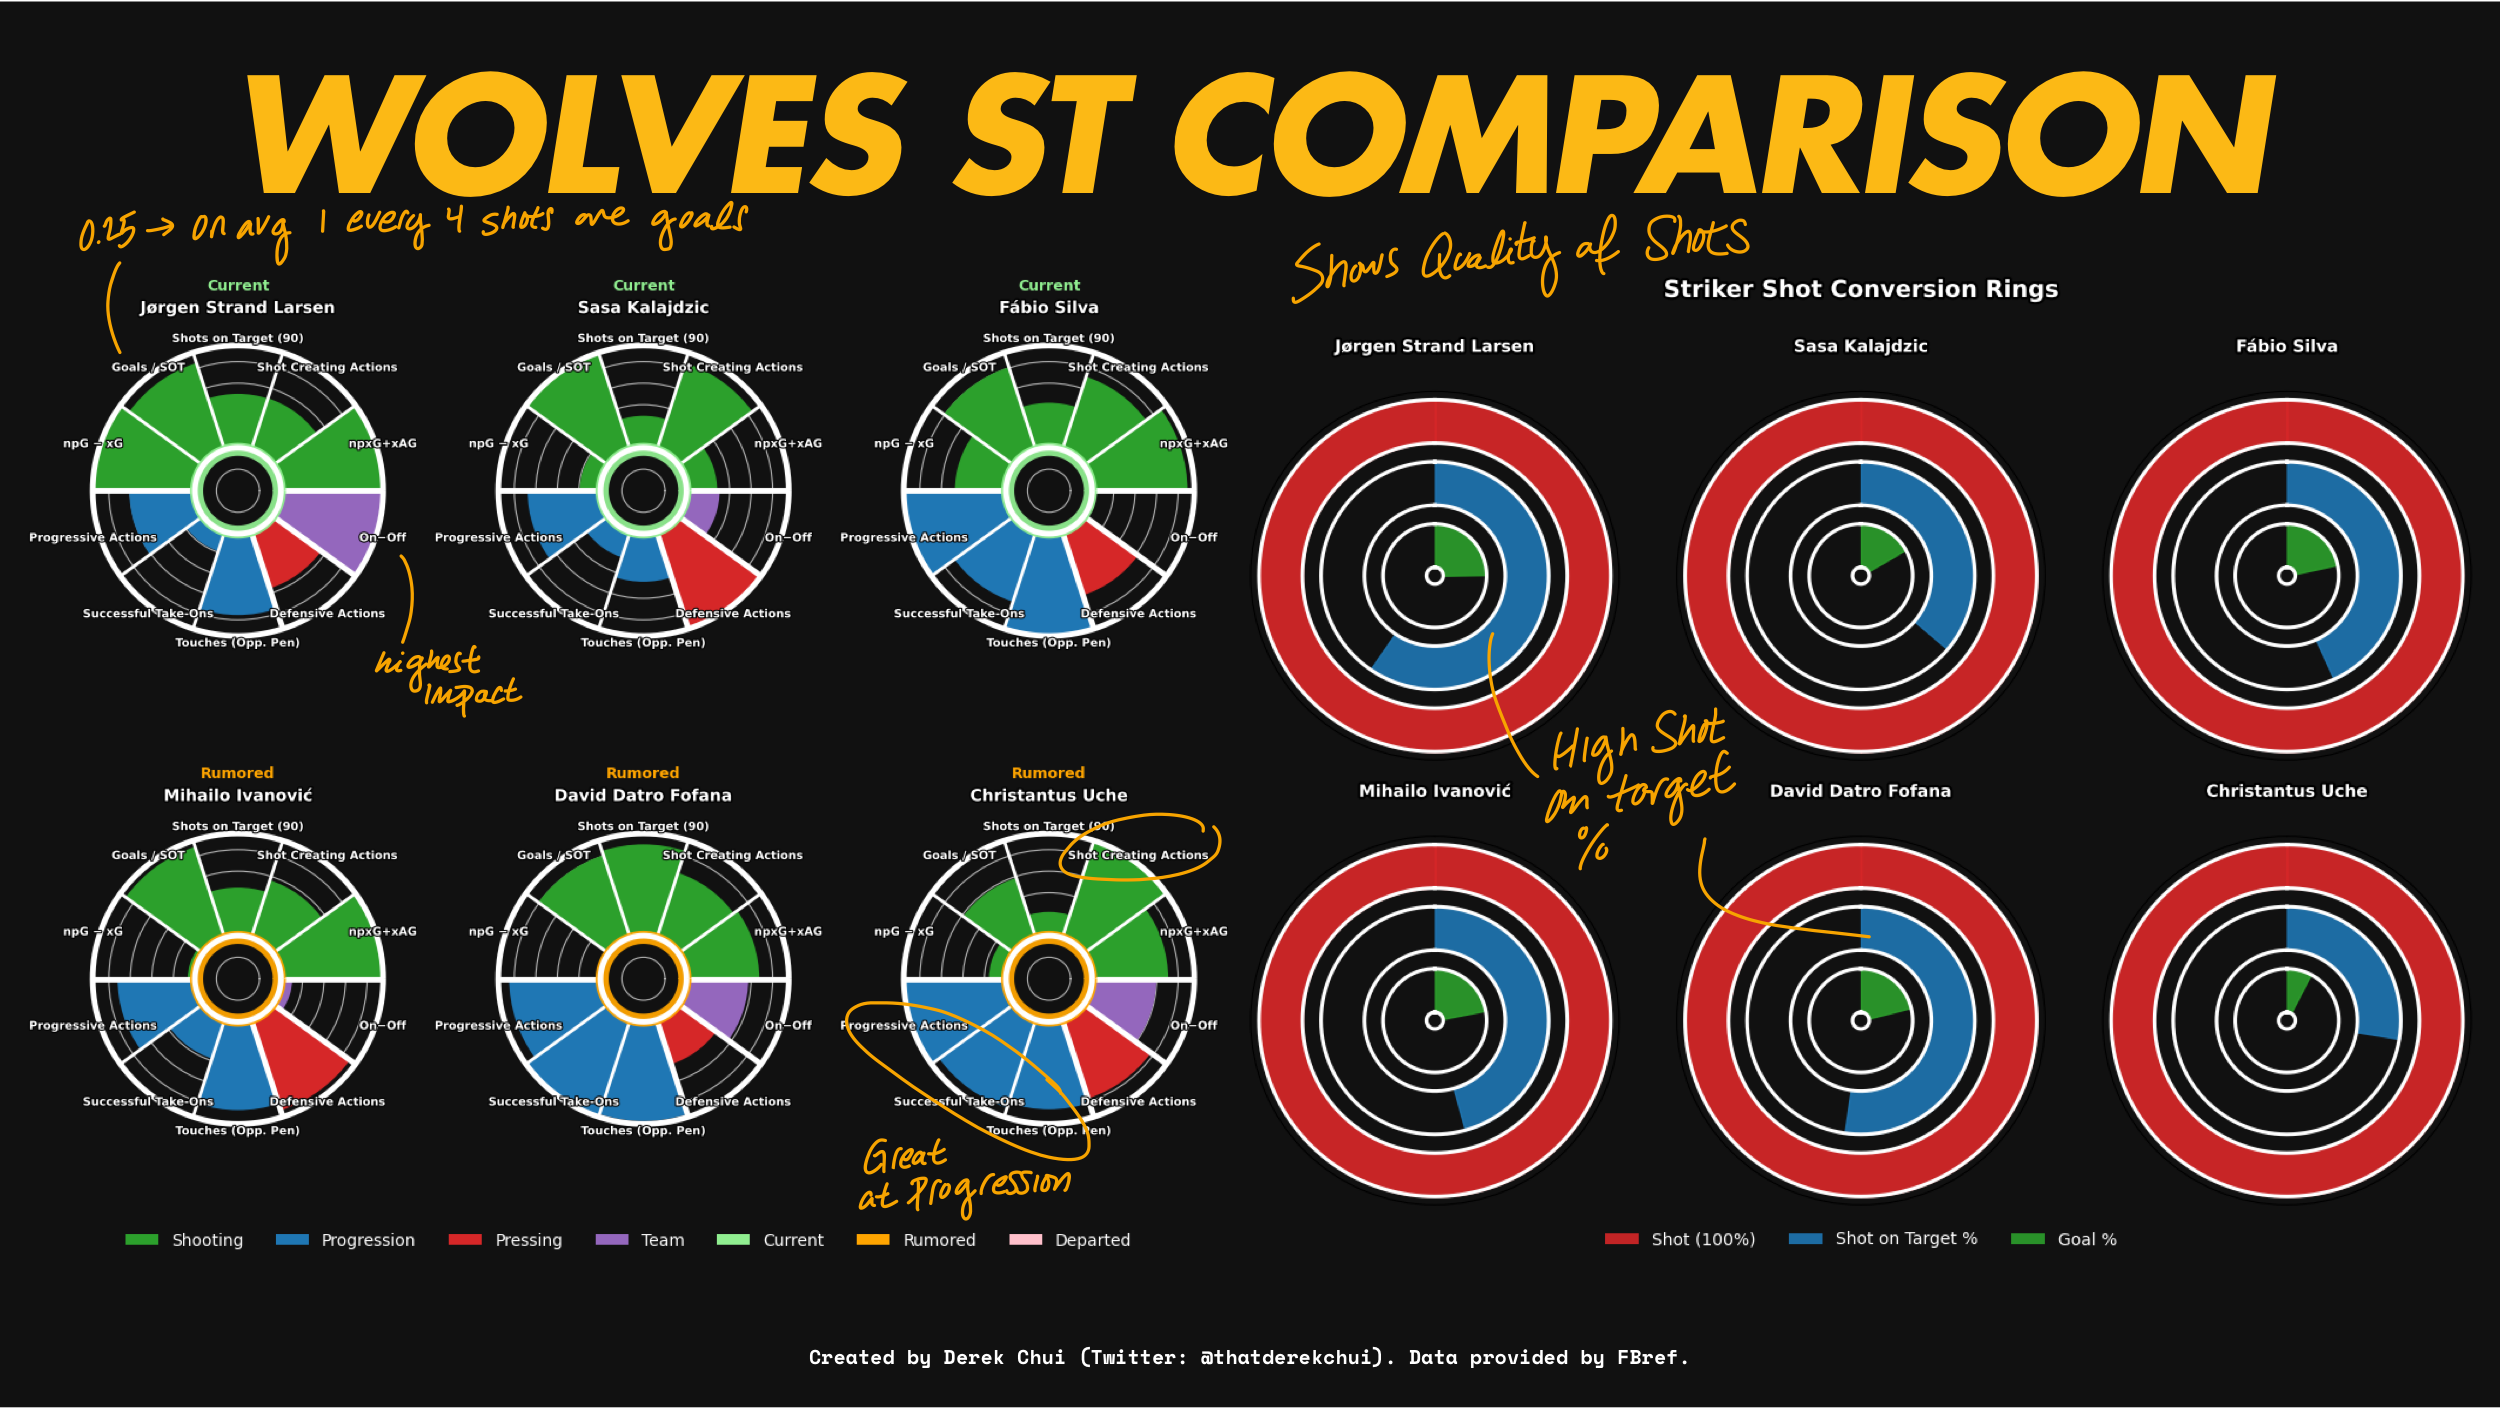 WOLVES ST COMPARISON
0.25 → on avg 1 every 4 shots are goals
Shows Quality of Shots
Current
Jørgen Strand Larsen
Shots on Target (90)
Goals / SOT
Shot Creating Actions
npG − xG
npxG+xAG
Progressive Actions
On−Off
Successful Take-Ons
Defensive Actions
Touches (Opp. Pen)
highest
impact
Current
Sasa Kalajdzic
Shots on Target (90)
Goals / SOT
Shot Creating Actions
npG − xG
npxG+xAG
Progressive Actions
On−Off
Successful Take-Ons
Defensive Actions
Touches (Opp. Pen)
Current
Fábio Silva
Shots on Target (90)
Goals / SOT
Shot Creating Actions
npG − xG
npxG+xAG
Progressive Actions
On−Off
Successful Take-Ons
Defensive Actions
Touches (Opp. Pen)
Rumored
Mihailo Ivanović
Shots on Target (90)
Goals / SOT
Shot Creating Actions
npG − xG
npxG+xAG
Progressive Actions
On−Off
Successful Take-Ons
Defensive Actions
Touches (Opp. Pen)
Rumored
David Datro Fofana
Shots on Target (90)
Goals / SOT
Shot Creating Actions
npG − xG
npxG+xAG
Progressive Actions
On−Off
Successful Take-Ons
Defensive Actions
Touches (Opp. Pen)
Rumored
Christantus Uche
Shots on Target (90)
Goals / SOT
Shot Creating Actions
npG − xG
npxG+xAG
Progressive Actions
On−Off
Successful Take-Ons
Defensive Actions
Touches (Opp. Pen)
Great
at Progression
Shooting Progression Pressing Team Current Rumored Departed
Striker Shot Conversion Rings
Jørgen Strand Larsen
Sasa Kalajdzic
Fábio Silva
High Shot
on target
%
Mihailo Ivanović
David Datro Fofana
Christantus Uche
Shot (100%) Shot on Target % Goal %
Created by Derek Chui (Twitter: @thatderekchui). Data provided by FBref.